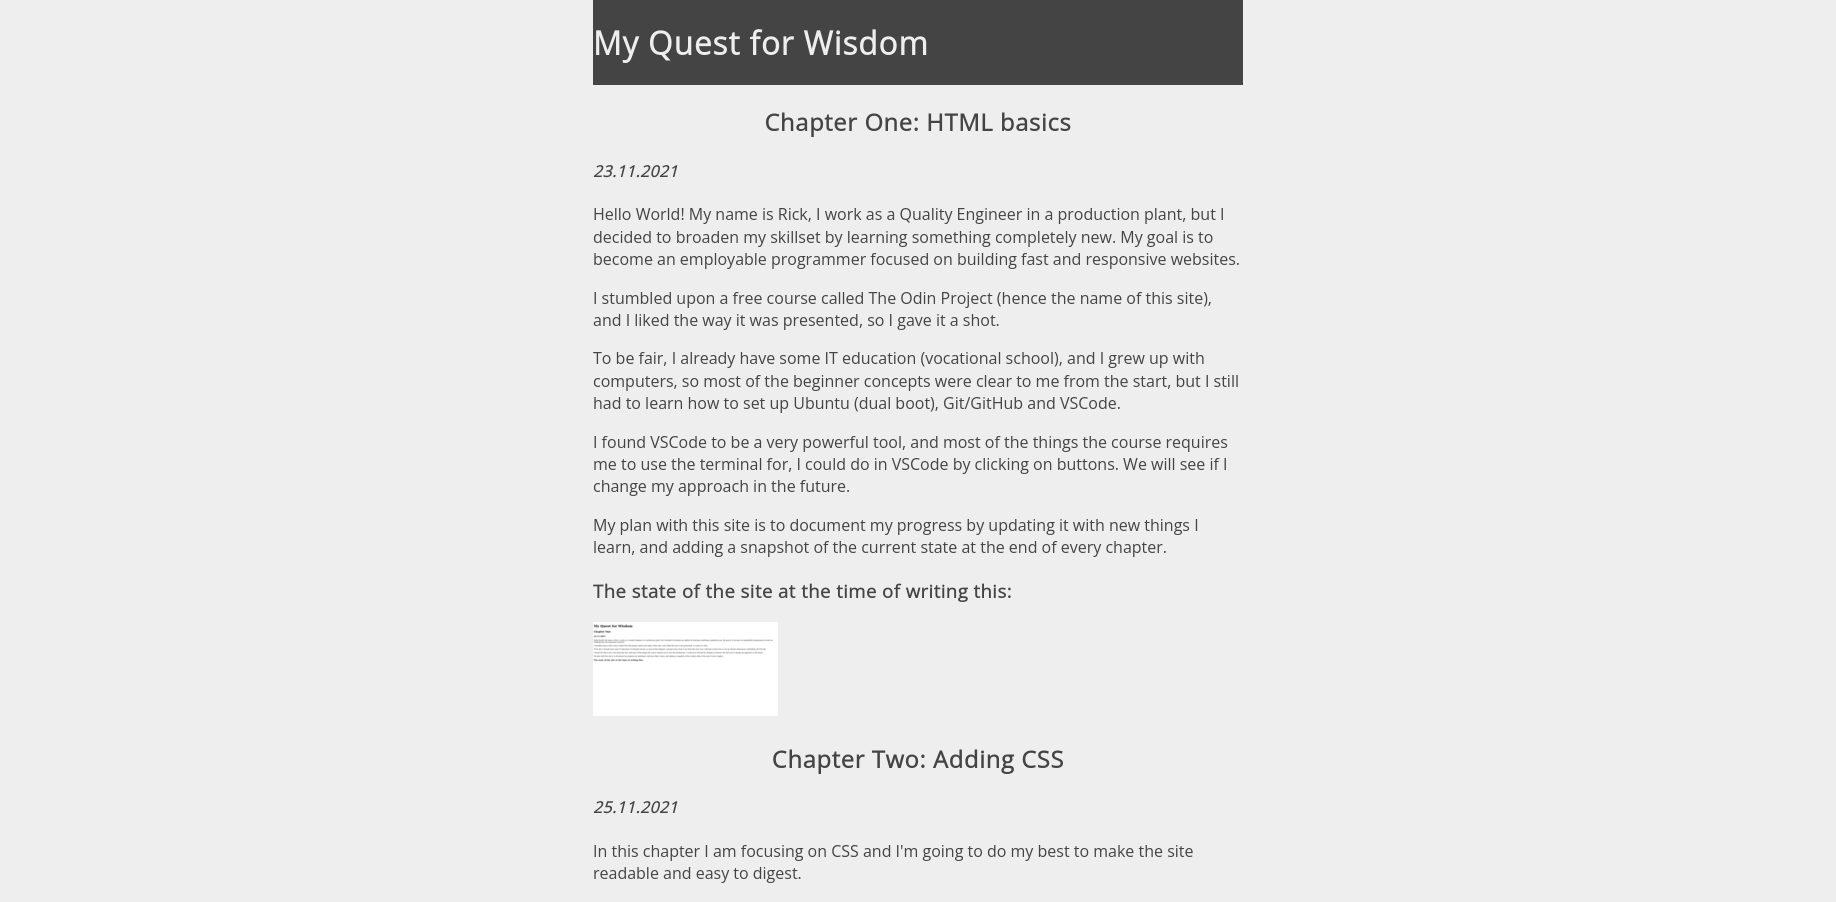 My Quest for Wisdom
Chapter One: HTML basics
23.11.2021
Hello World! My name is Rick, I work as a Quality Engineer in a production plant, but I
decided to broaden my skillset by learning something completely new. My goal is to
become an employable programmer focused on building fast and responsive websites.
I stumbled upon a free course called The Odin Project (hence the name of this site),
and I liked the way it was presented, so I gave it a shot.
To be fair, I already have some IT education (vocational school), and I grew up with
computers, so most of the beginner concepts were clear to me from the start, but I still
had to learn how to set up Ubuntu (dual boot), Git/GitHub and VSCode.
I found VSCode to be a very powerful tool, and most of the things the course requires
me to use the terminal for, I could do in VSCode by clicking on buttons. We will see if I
change my approach in the future.
My plan with this site is to document my progress by updating it with new things I
learn, and adding a snapshot of the current state at the end of every chapter.
The state of the site at the time of writing this:
My Quest for Wisdom
Chapter One
Chapter Two: Adding CSS
25.11.2021
In this chapter I am focusing on CSS and I'm going to do my best to make the site
readable and easy to digest.